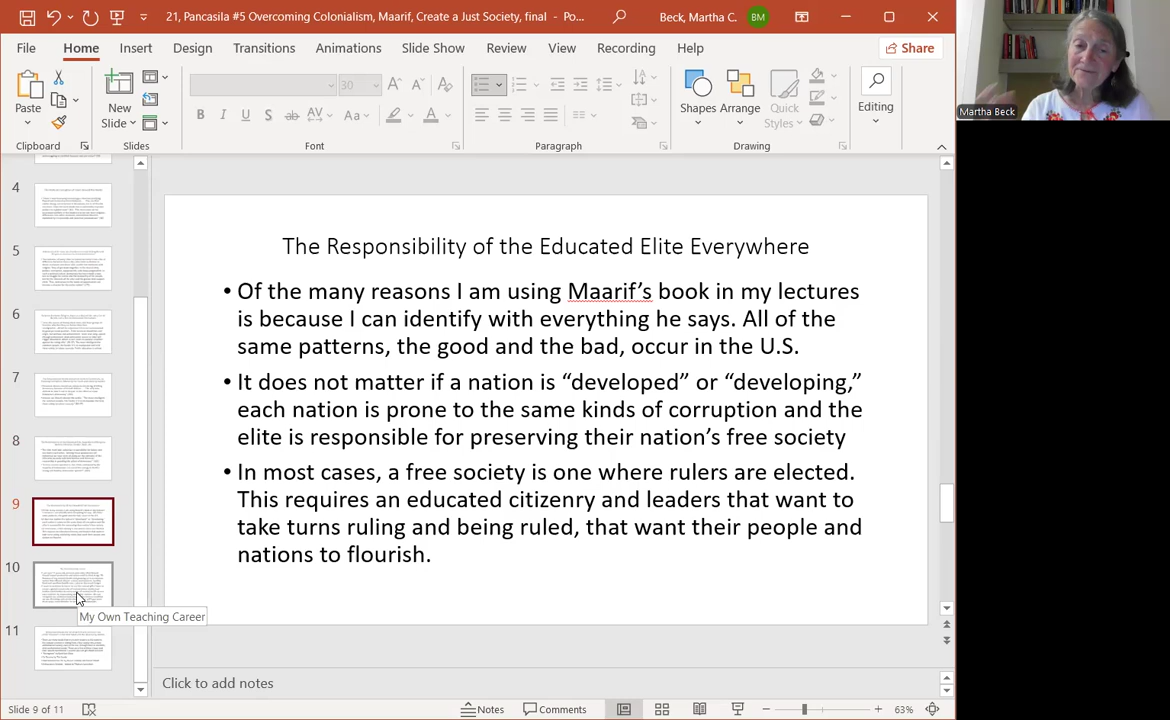 21, Pancasila #5 Overcoming Colonialism, Maarif, Create a Just Society, final - Po...
Beck, Martha C.
BM
File Home Insert Design Transitions Animations Slide Show Review View Recording Help
Share
Paste
New
Slide
30
B I U S ab AV Aa A
Shapes Arrange Quick
Styles
Editing
Clipboard Slides Font Paragraph Drawing
Martha Beck
4
5
6
7
8
9
10
11
My Own Teaching Career
The Responsibility of the Educated Elite Everywhere
• Of the many reasons I am using Maarif’s book in my lectures
is because I can identify with everything he says. All of the
same patterns, the good and the bad, occur in the U.S.
• It does not matter if a nation is “developed” or “developing,”
each nation is prone to the same kinds of corruption and the
elite is responsible for preserving their nation’s free society
• In most cases, a free society is one where rulers are elected.
This requires an educated citizenry and leaders that want to
take turns ruling and being ruled, that want their people and
nations to flourish.
Click to add notes
Slide 9 of 11
Notes Comments
63%